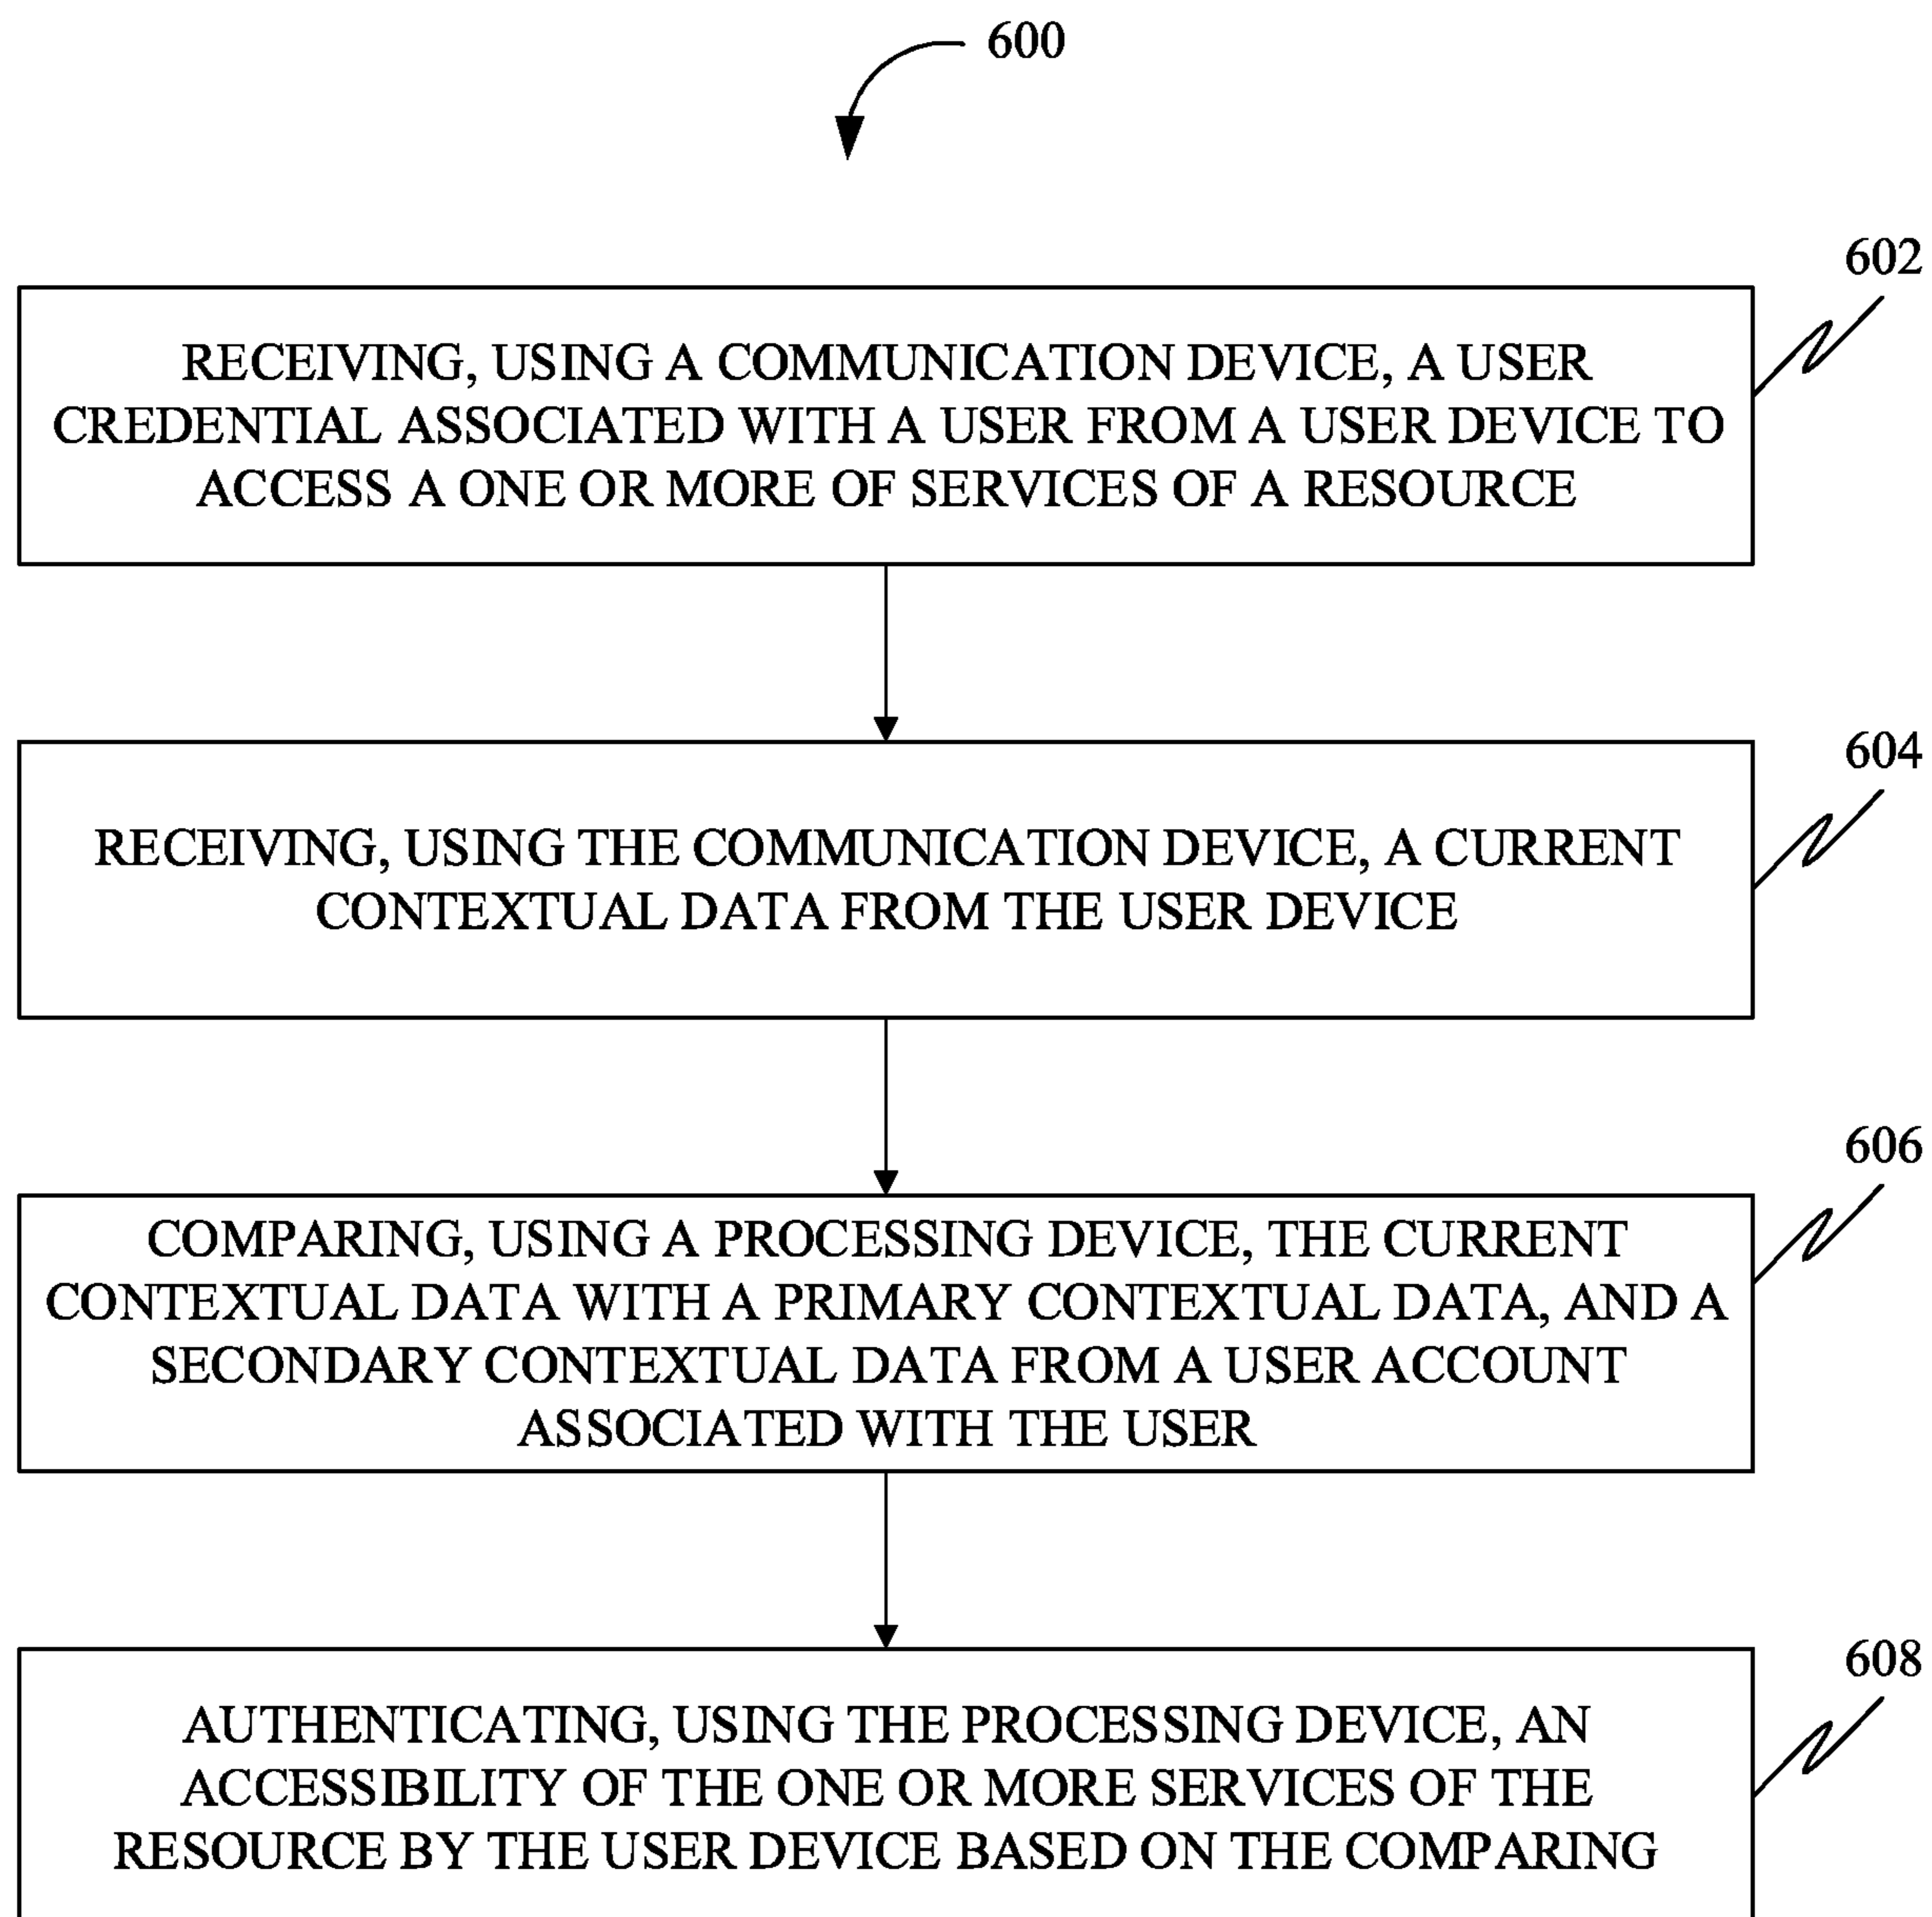 600
602
RECEIVING, USING A COMMUNICATION DEVICE, A USER
CREDENTIAL ASSOCIATED WITH A USER FROM A USER DEVICE TO
ACCESS A ONE OR MORE OF SERVICES OF A RESOURCE
604
RECEIVING, USING THE COMMUNICATION DEVICE, A CURRENT
CONTEXTUAL DATA FROM THE USER DEVICE
606
COMPARING, USING A PROCESSING DEVICE, THE CURRENT
CONTEXTUAL DATA WITH A PRIMARY CONTEXTUAL DATA, AND A
SECONDARY CONTEXTUAL DATA FROM A USER ACCOUNT
ASSOCIATED WITH THE USER
608
AUTHENTICATING, USING THE PROCESSING DEVICE, AN
ACCESSIBILITY OF THE ONE OR MORE SERVICES OF THE
RESOURCE BY THE USER DEVICE BASED ON THE COMPARING